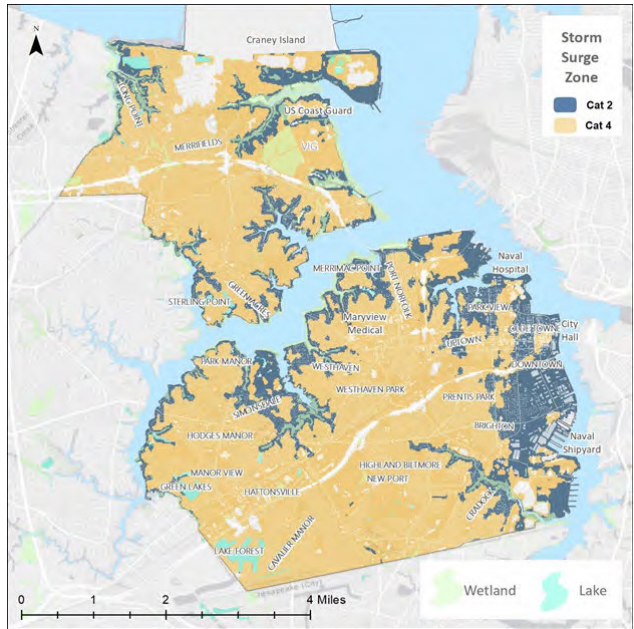 N
Craney Island
Storm
Surge
Zone
Cat 2
Cat 4
LONG POINT
US Coast Guard
MERRIFIELDS
VIG
Naval
Hospital
MERRIMAC POINT
PORT NORFOLK
GREEN ACRES
STERLING POINT
PARK VIEW
Maryview
Medical
OLDE TOWNE
City
Hall
UPTOWN
PARK MANOR
WESTHAVEN
DOWNTOWN
WESTHAVEN PARK
PRENTIS PARK
SIMONSDALE
BRIGHTON
HODGES MANOR
Naval
Shipyard
MANOR VIEW
HIGHLAND BILTMORE
GREEN LAKES
HATTONSVILLE
NEW PORT
CRADOCK
CAVALIER MANOR
LAKE FOREST
Wetland
Lake
0 1 2 4 Miles